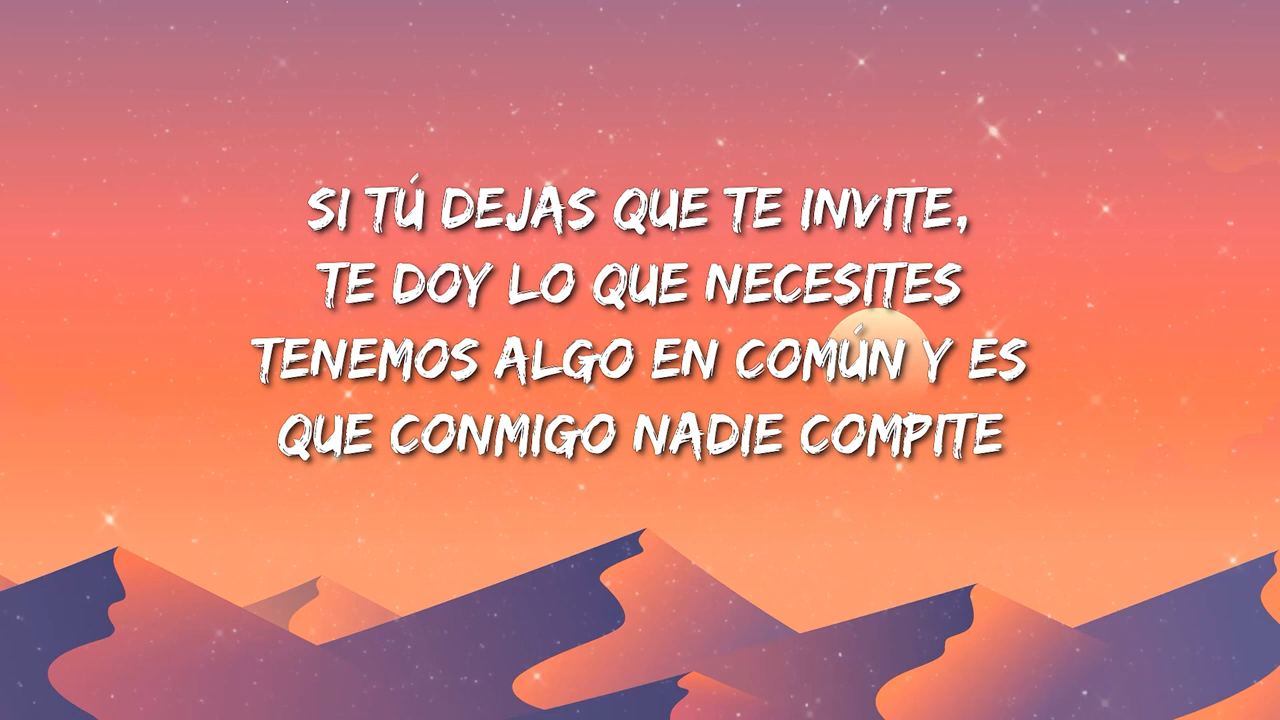 SI TÚ DEJAS QUE TE INVITE,
TE DOY LO QUE NECESITES
TENEMOS ALGO EN COMÚN Y ES
QUE CONMIGO NADIE COMPITE